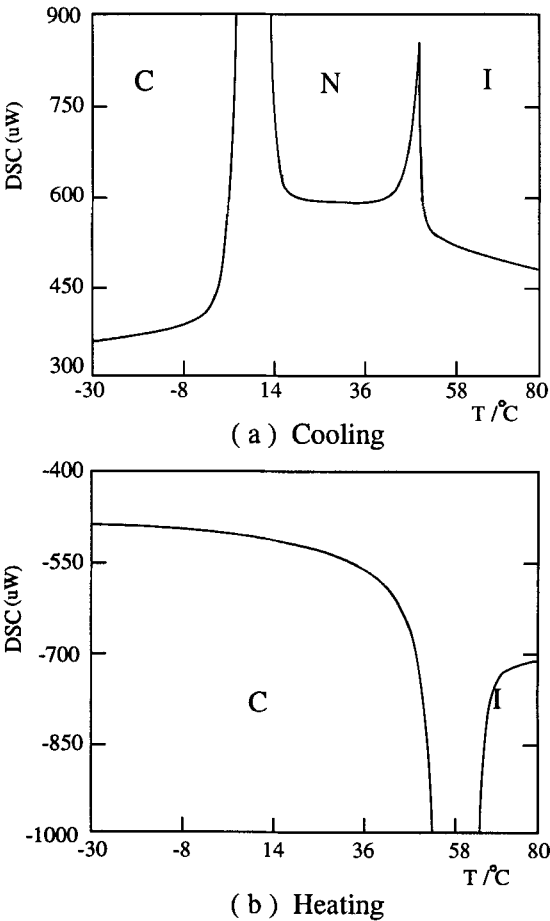 900
C
N
I
750
DSC (uW)
600
450
300
-30
-8
14
36
58
80
T /°C
( a ) Cooling
-400
-550
DSC (uW)
-700
C
I
-850
-1000
-30
-8
14
36
58
80
T /°C
( b ) Heating